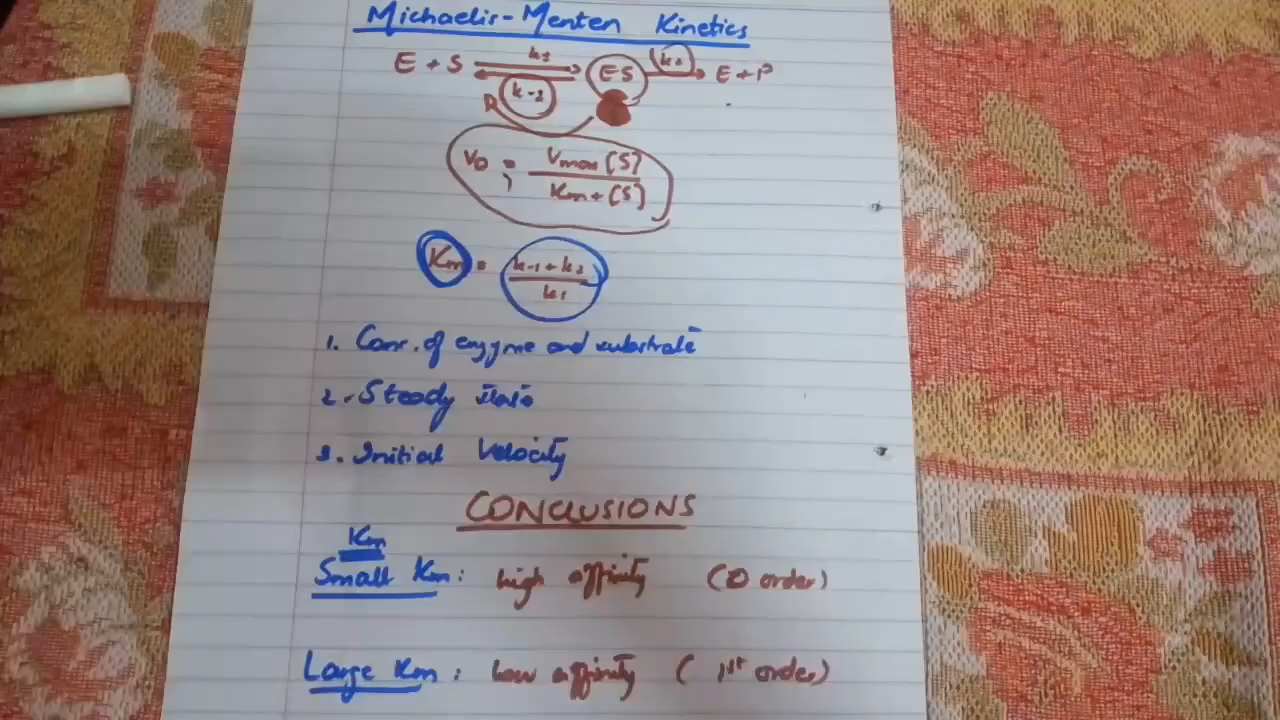 Michaelis-Menten Kinetics
E + S k1 ES k2 E + P
k-1
V0 = Vmax [S]
Km + [S]
Km = k-1 + k2
k1
1. Conc. of enzyme and substrate
2. Steady state
3. Initial Velocity
CONCLUSIONS
Km
Small Km: high affinity (0 order)
Large Km: low affinity (1st order)